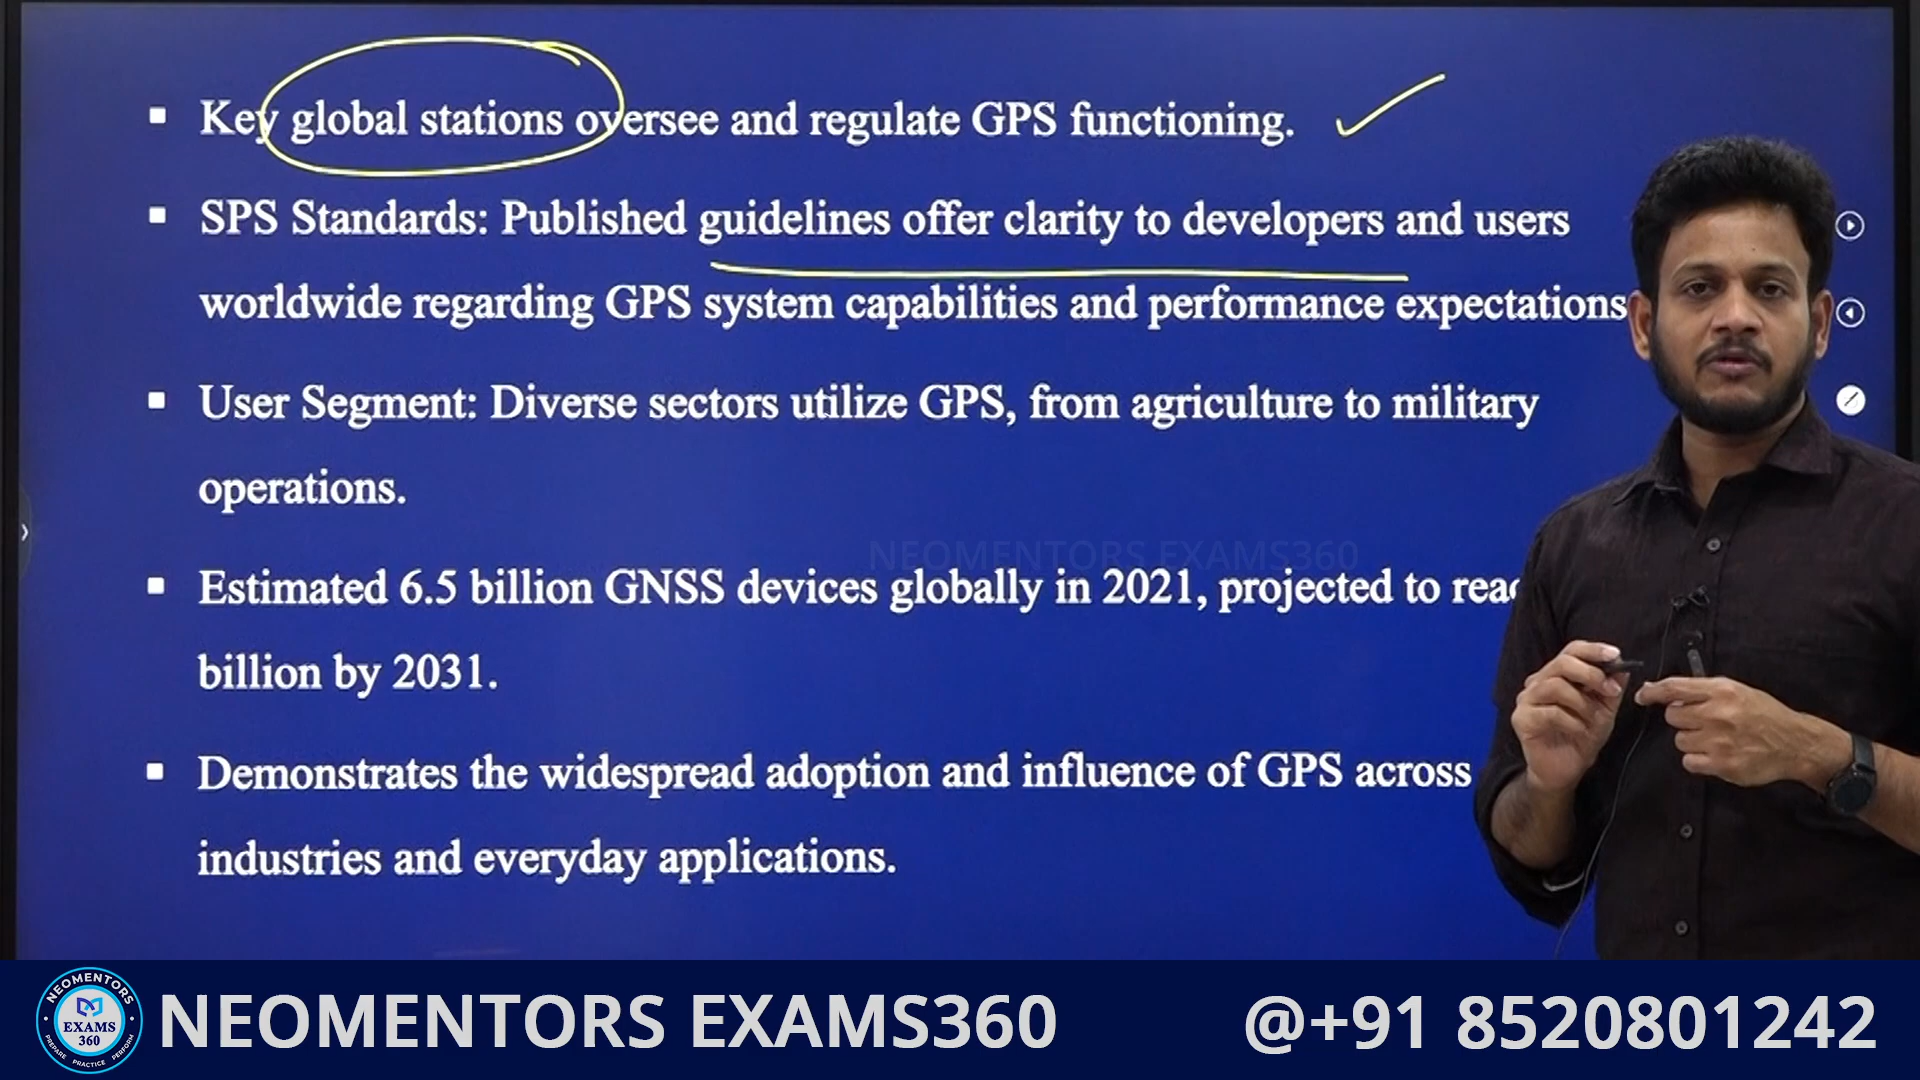 Key global stations oversee and regulate GPS functioning.
SPS Standards: Published guidelines offer clarity to developers and users
worldwide regarding GPS system capabilities and performance expectations
User Segment: Diverse sectors utilize GPS, from agriculture to military
operations.
NEOMENTORS EXAMS360
Estimated 6.5 billion GNSS devices globally in 2021, projected to
billion by 2031.
Demonstrates the widespread adoption and influence of GPS across
industries and everyday applications.
NEOMENTORS
EXAMS
360
PREPARE PRACTICE PERFORM
NEOMENTORS EXAMS360
@+91 8520801242